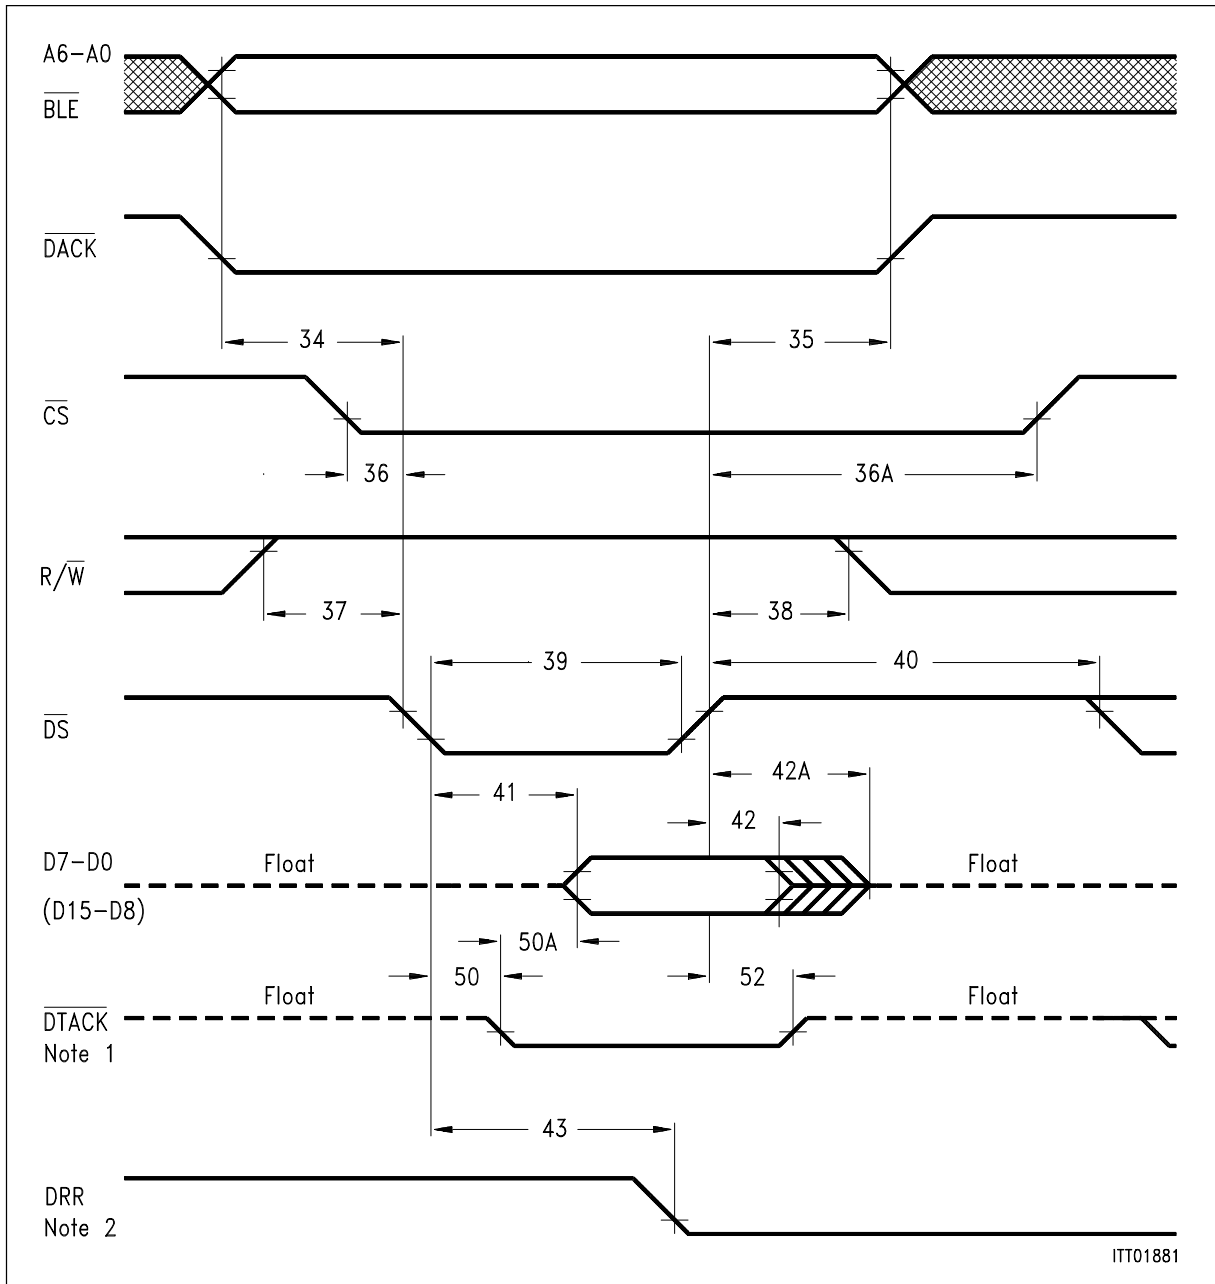 A6-A0
BLE
DACK
34
35
CS
36
36A
R/W
37
38
39
40
DS
42A
41
42
D7-D0
Float
Float
(D15-D8)
50A
50
52
Float
Float
DTACK
Note 1
43
DRR
Note 2
ITT01881